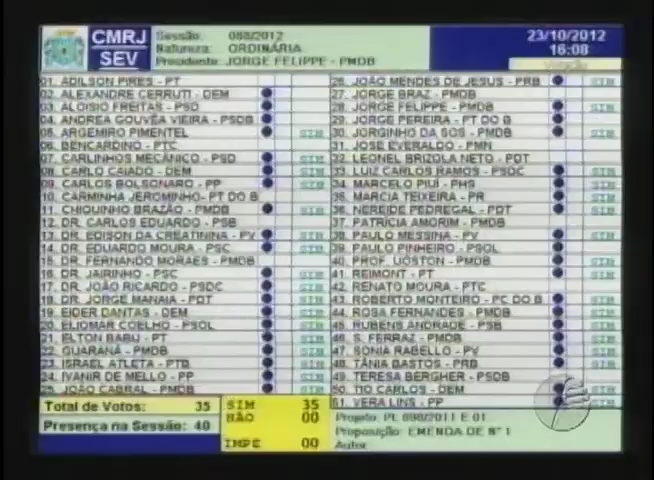 CMRJ
SEV
Sessão: 088/2012
Natureza: ORDINÁRIA
Presidente: JORGE FELIPPE - PMDB
23/10/2012
16:08
Votação
01. ADILSON PIRES - PT
02. ALEXANDRE CERRUTI - DEM
03. ALOISIO FREITAS - PSD
04. ANDREA GOUVÊA VIEIRA - PSDB
05. ARGEMIRO PIMENTEL SIM
06. BENCARDINO - PTC
07. CARLINHOS MECÂNICO - PSD SIM
08. CARLO CAIADO - DEM SIM
09. CARLOS BOLSONARO - PP SIM
10. CARMINHA JEROMINHO- PT DO B
11. CHIQUINHO BRAZÃO - PMDB SIM
12. DR. CARLOS EDUARDO - PSB
13. DR. EDISON DA CREATININA - PV SIM
14. DR. EDUARDO MOURA - PSC SIM
15. DR. FERNANDO MORAES - PMDB
16. DR. JAIRINHO - PSC SIM
17. DR. JOÃO RICARDO - PSDC SIM
18. DR. JORGE MANAIA - PDT SIM
19. EIDER DANTAS - DEM SIM
20. ELIOMAR COELHO - PSOL SIM
21. ELTON BABU - PT SIM
22. GUARANÁ - PMDB SIM
23. ISRAEL ATLETA - PTB SIM
24. IVANIR DE MELLO - PP SIM
25. JOÃO CABRAL - PMDB SIM
26. JOÃO MENDES DE JESUS - PRB SIM
27. JORGE BRAZ - PMDB
28. JORGE FELIPPE - PMDB SIM
29. JORGE PEREIRA - PT DO B
30. JORGINHO DA SOS - PMDB SIM
31. JOSÉ EVERALDO - PMN
32. LEONEL BRIZOLA NETO - PDT
33. LUIZ CARLOS RAMOS - PSDC SIM
34. MARCELO PIUÍ - PHS SIM
35. MARCIA TEIXEIRA - PR SIM
36. NEREIDE PEDREGAL - PDT SIM
37. PATRÍCIA AMORIM - PMDB
38. PAULO MESSINA - PV SIM
39. PAULO PINHEIRO - PSOL SIM
40. PROF. UÓSTON - PMDB
41. REIMONT - PT SIM
42. RENATO MOURA - PTC
43. ROBERTO MONTEIRO - PC DO B SIM
44. ROSA FERNANDES - PMDB SIM
45. RUBENS ANDRADE - PSB SIM
46. S. FERRAZ - PMDB
47. SONIA RABELLO - PV SIM
48. TÂNIA BASTOS - PRB SIM
49. TERESA BERGHER - PSDB
50. TIO CARLOS - DEM SIM
51. VERA LINS - PP SIM
Total de Votos: 35
Presença na Sessão: 40
SIM 35
NÃO 00
IMPE 00
Projeto: PL 898/2011 E 01
Proposição: EMENDA DE Nº 1
Autor: